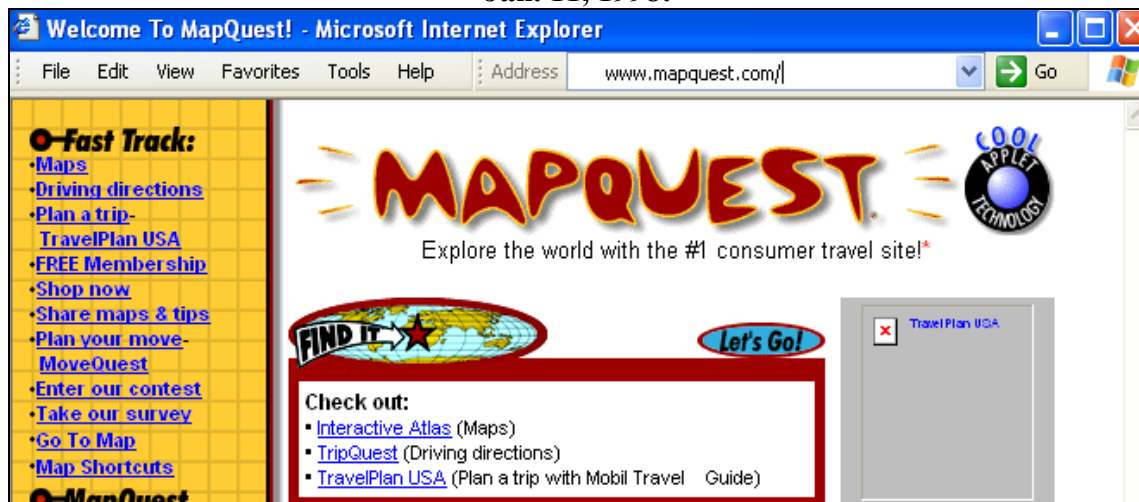 Jan. 11, 1998.
Welcome To MapQuest! - Microsoft Internet Explorer
File Edit View Favorites Tools Help Address www.mapquest.com/ Go
Fast Track:
•Maps
•Driving directions
•Plan a trip-
TravelPlan USA
•FREE Membership
•Shop now
•Share maps & tips
•Plan your move-
MoveQuest
•Enter our contest
•Take our survey
•Go To Map
•Map Shortcuts
MapQuest
MAPQUEST.
COOL APPLET TECHNOLOGY
Explore the world with the #1 consumer travel site!*
FIND IT
Let's Go!
Check out:
▪ Interactive Atlas (Maps)
▪ TripQuest (Driving directions)
▪ TravelPlan USA (Plan a trip with Mobil Travel Guide)
TravelPlan USA